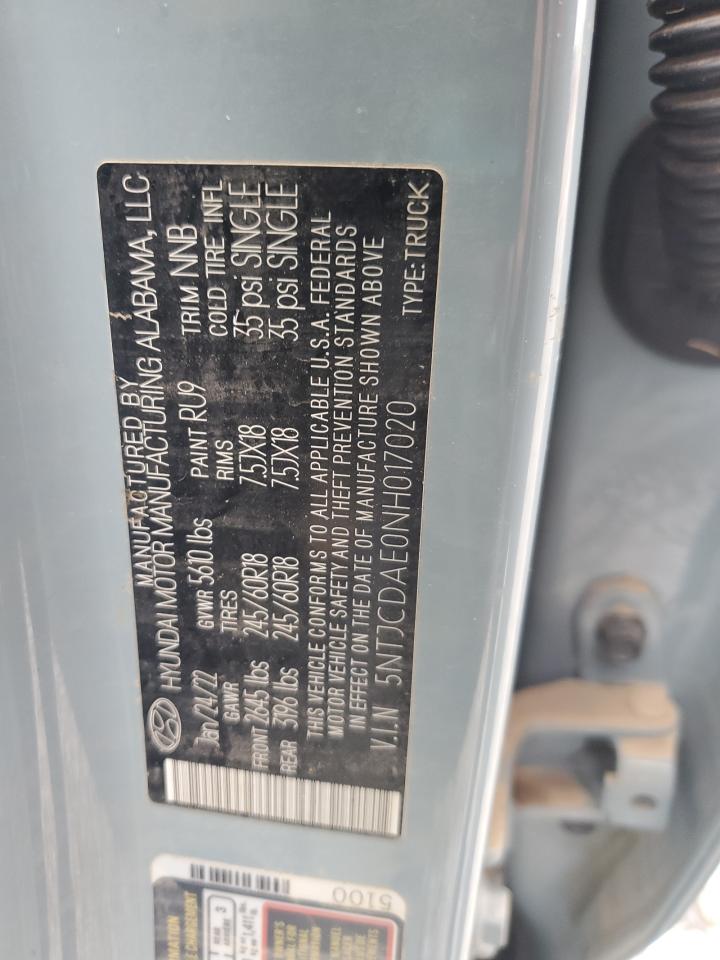 MANUFACTURED BY
HYUNDAI MOTOR MANUFACTURING ALABAMA, LLC
Jan/24/22 GVWR 5610 lbs PAINT RU9 TRIM NNB
GAWR TIRES RIMS COLD TIRE INFL
FRONT 2645 lbs 245/60R18 7.5JX18 35 psi SINGLE
REAR 3196 lbs 245/60R18 7.5JX18 35 psi SINGLE
THIS VEHICLE CONFORMS TO ALL APPLICABLE U.S.A. FEDERAL
MOTOR VEHICLE SAFETY AND THEFT PREVENTION STANDARDS
IN EFFECT ON THE DATE OF MANUFACTURE SHOWN ABOVE
V.I.N 5NTJCDAE0NH017020
TYPE: TRUCK
5100
REAR
ARRIÈRE 3